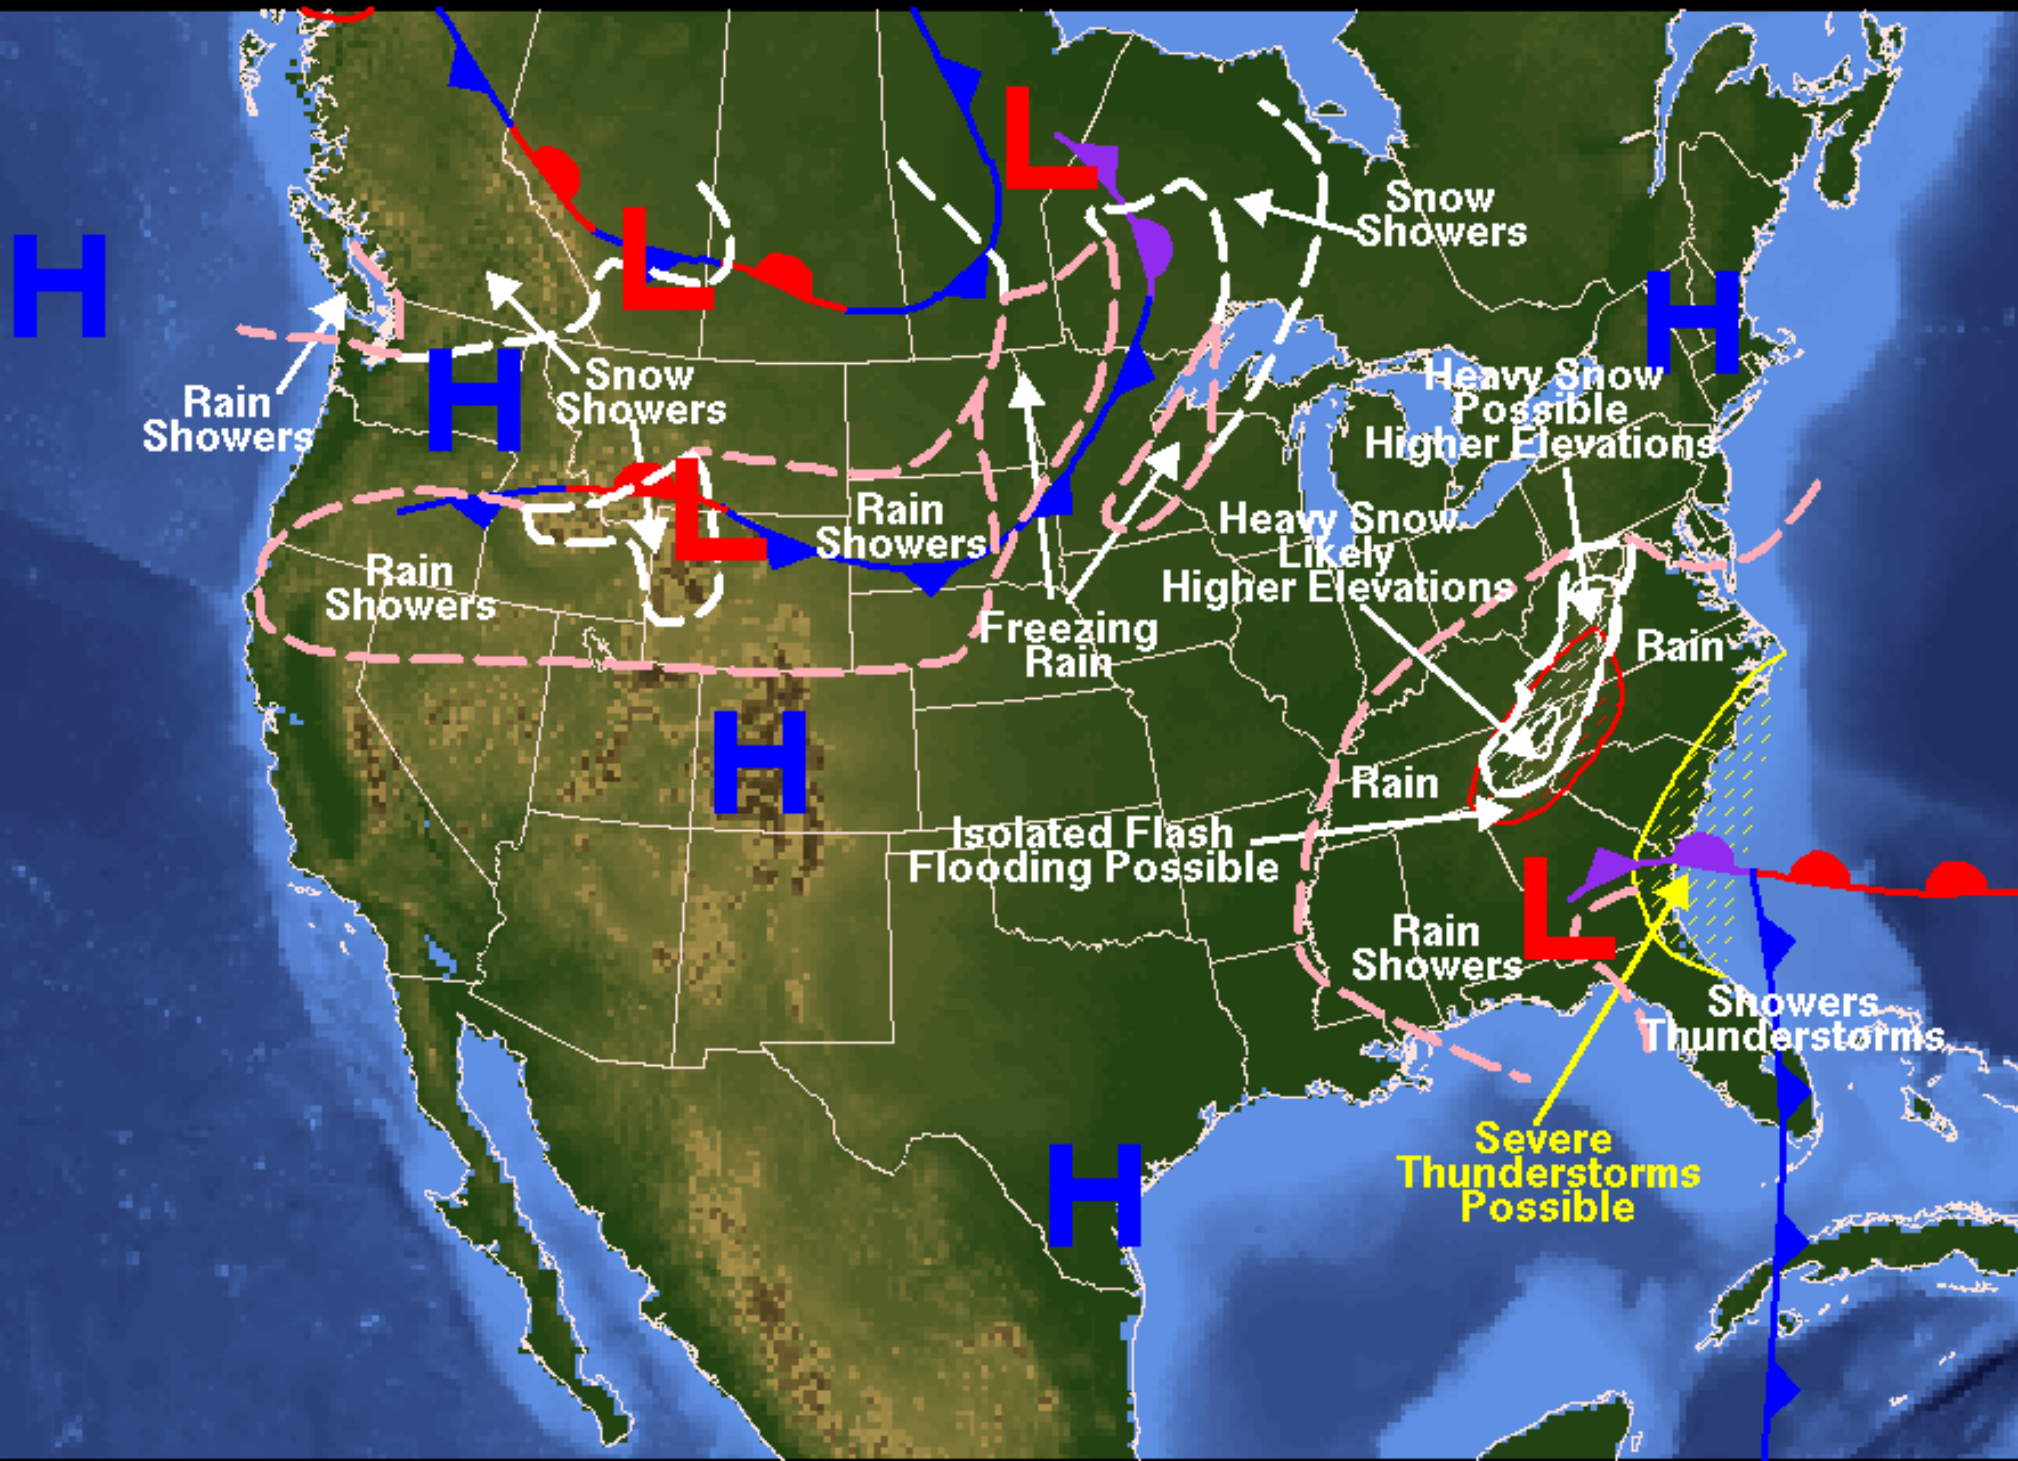 L
Snow
Showers
L
H
H
Rain
Showers
H
Snow
Showers
Heavy Snow
Possible
Higher Elevations
L
Rain
Showers
Heavy Snow
Likely
Higher Elevations
Rain
Showers
Freezing
Rain
Rain
H
Rain
Isolated Flash
Flooding Possible
L
Rain
Showers
Showers
Thunderstorms
H
Severe
Thunderstorms
Possible